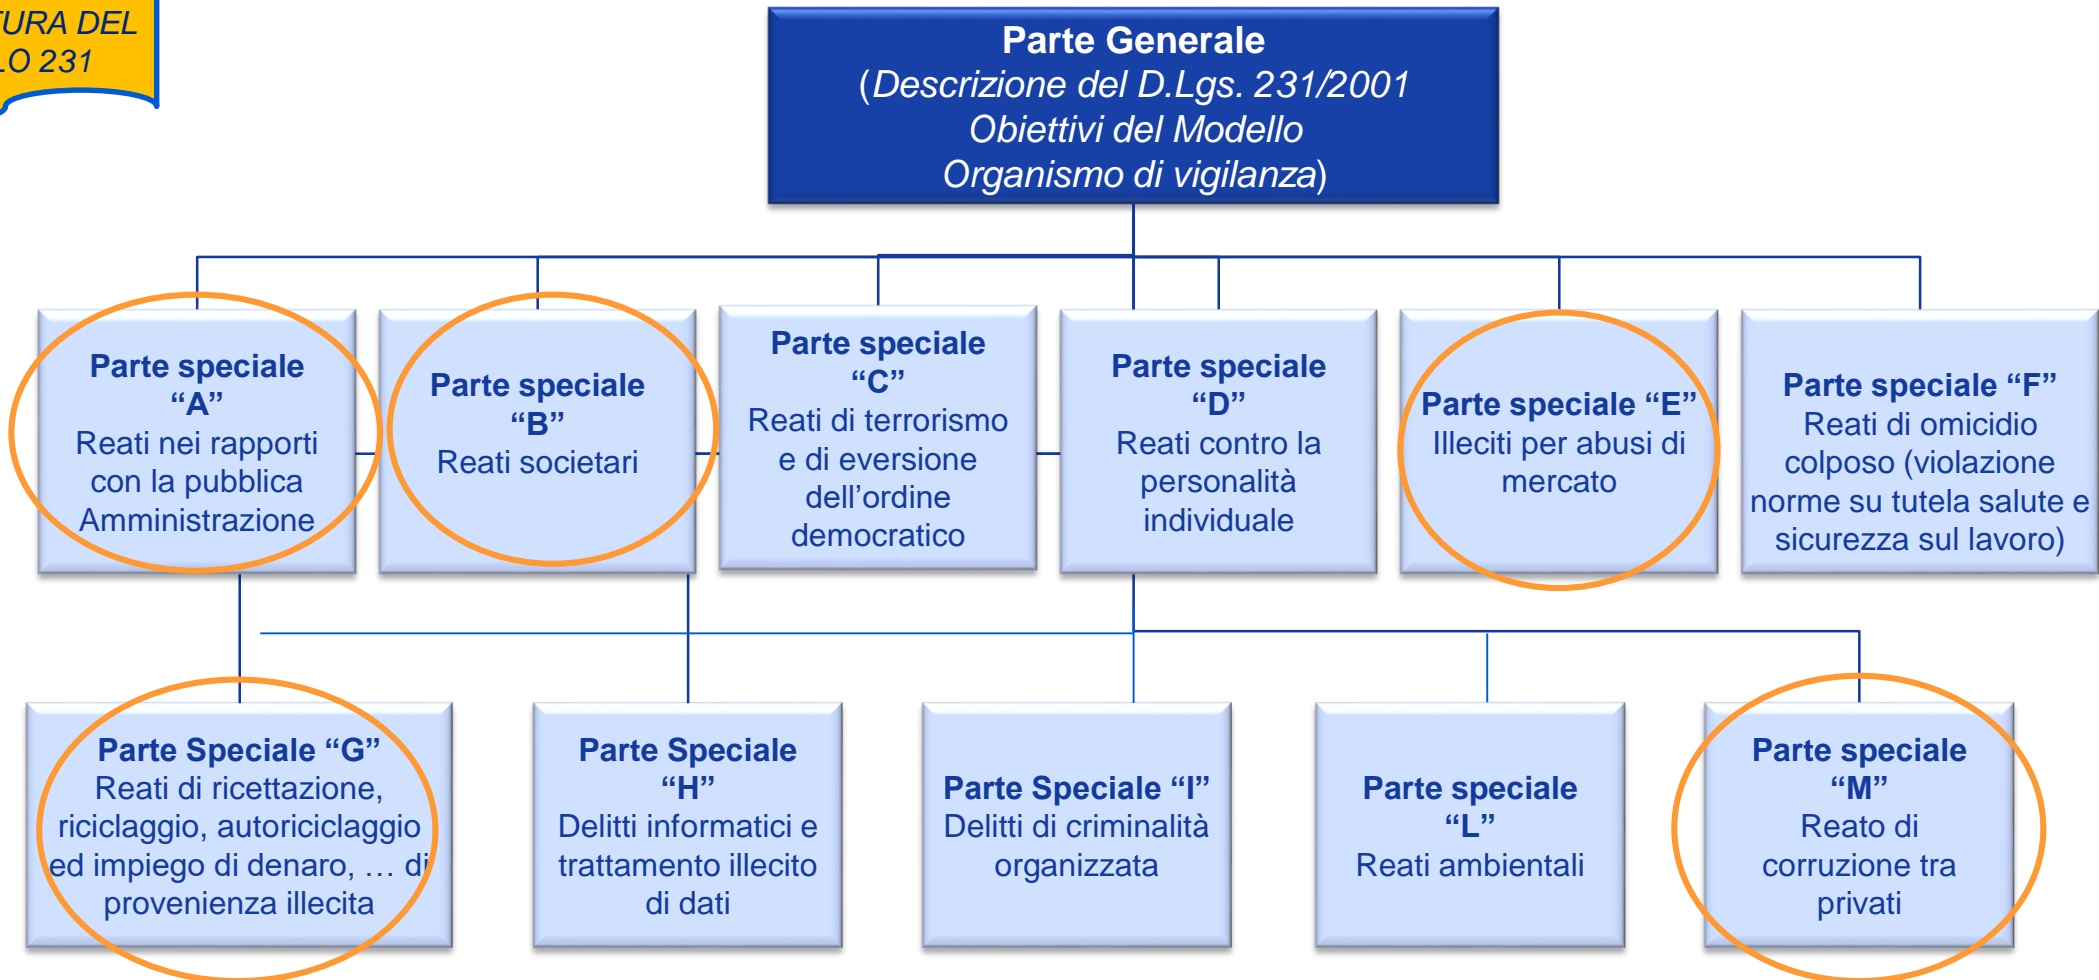 TURA DEL
LO 231
Parte Generale
(Descrizione del D.Lgs. 231/2001
Obiettivi del Modello
Organismo di vigilanza)
Parte speciale
“A”
Reati nei rapporti
con la pubblica
Amministrazione
Parte speciale
“B”
Reati societari
Parte speciale
“C”
Reati di terrorismo
e di eversione
dell’ordine
democratico
Parte speciale
“D”
Reati contro la
personalità
individuale
Parte speciale “E”
Illeciti per abusi di
mercato
Parte speciale “F”
Reati di omicidio
colposo (violazione
norme su tutela salute e
sicurezza sul lavoro)
Parte Speciale “G”
Reati di ricettazione,
riciclaggio, autoriciclaggio
ed impiego di denaro, … di
provenienza illecita
Parte Speciale
“H”
Delitti informatici e
trattamento illecito
di dati
Parte Speciale “I”
Delitti di criminalità
organizzata
Parte speciale
“L”
Reati ambientali
Parte speciale
“M”
Reato di
corruzione tra
privati